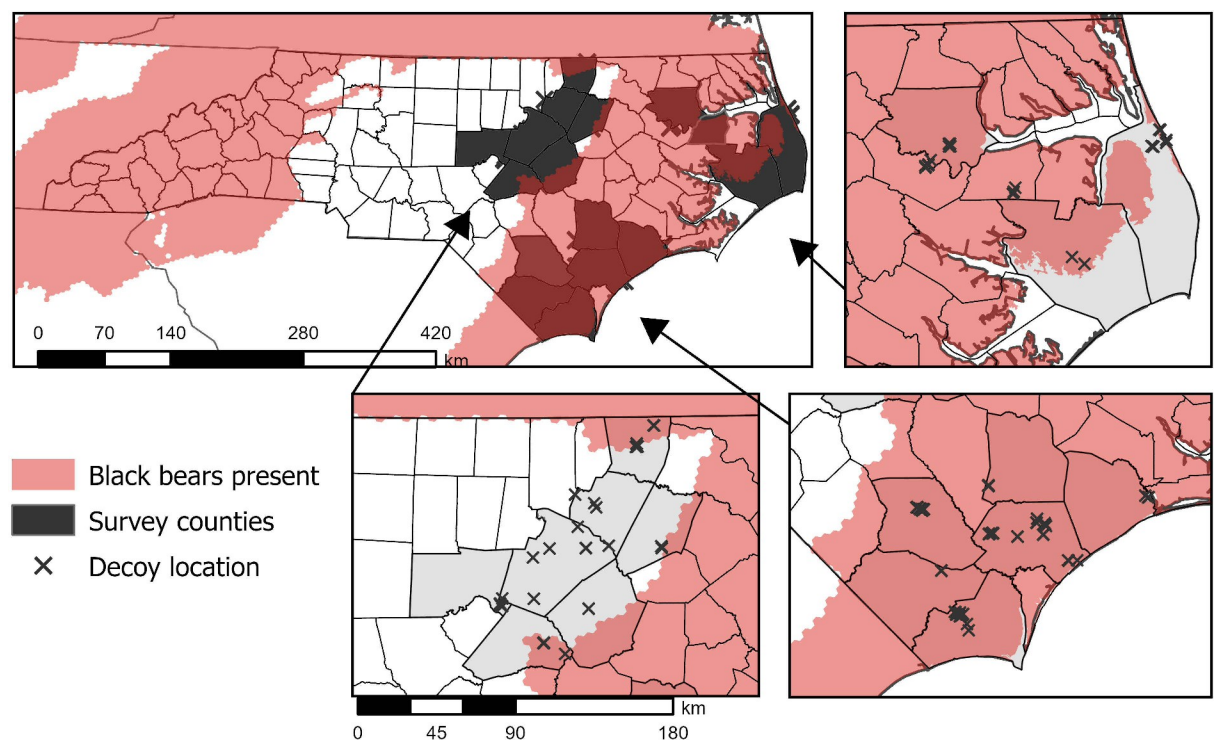 0 70 140 280 420
km
Black bears present
Survey counties
Decoy location
km
0 45 90 180